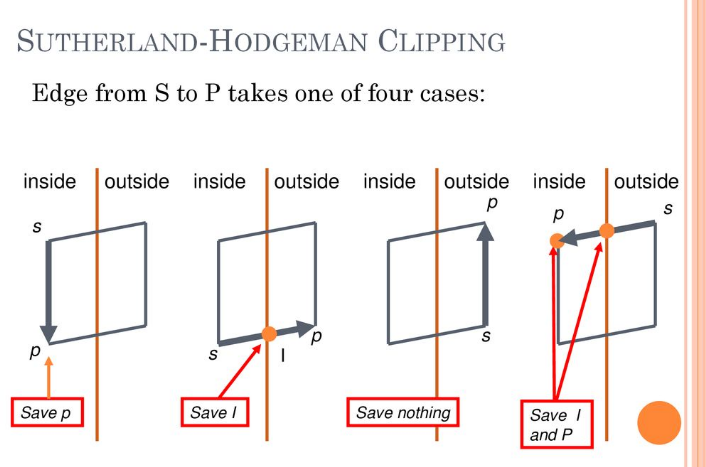 SUTHERLAND-HODGEMAN CLIPPING
Edge from S to P takes one of four cases:
inside outside inside outside inside outside inside outside
s
p
Save p
s
I
p
Save I
p
s
Save nothing
p
s
Save I
and P